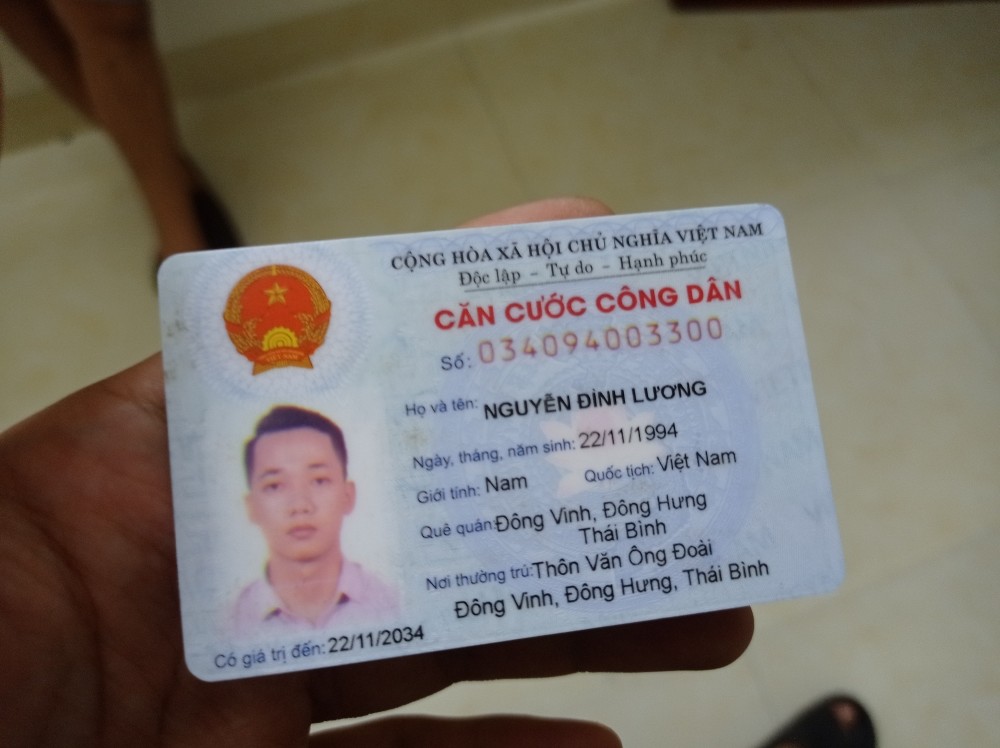 CỘNG HÒA XÃ HỘI CHỦ NGHĨA VIỆT NAM
Độc lập – Tự do – Hạnh phúc
CĂN CƯỚC CÔNG DÂN
Số: 034094003300
Họ và tên: NGUYỄN ĐÌNH LƯƠNG
Ngày, tháng, năm sinh: 22/11/1994
Giới tính: Nam Quốc tịch: Việt Nam
Quê quán: Đông Vinh, Đông Hưng
Thái Bình
Nơi thường trú: Thôn Văn Ông Đoài
Đông Vinh, Đông Hưng, Thái Bình
Có giá trị đến: 22/11/2034